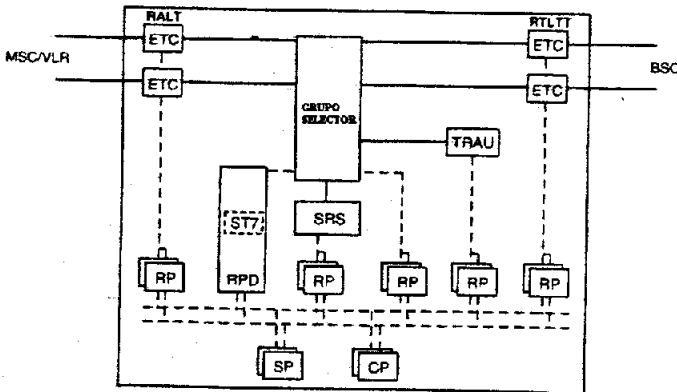 RALT
RTLTT
ETC
ETC
MSC/VLR
BSC
ETC
ETC
GRUPO
SELECTOR
TRAU
ST7
SRS
RP
RPD
RP
RP
RP
RP
SP
CP